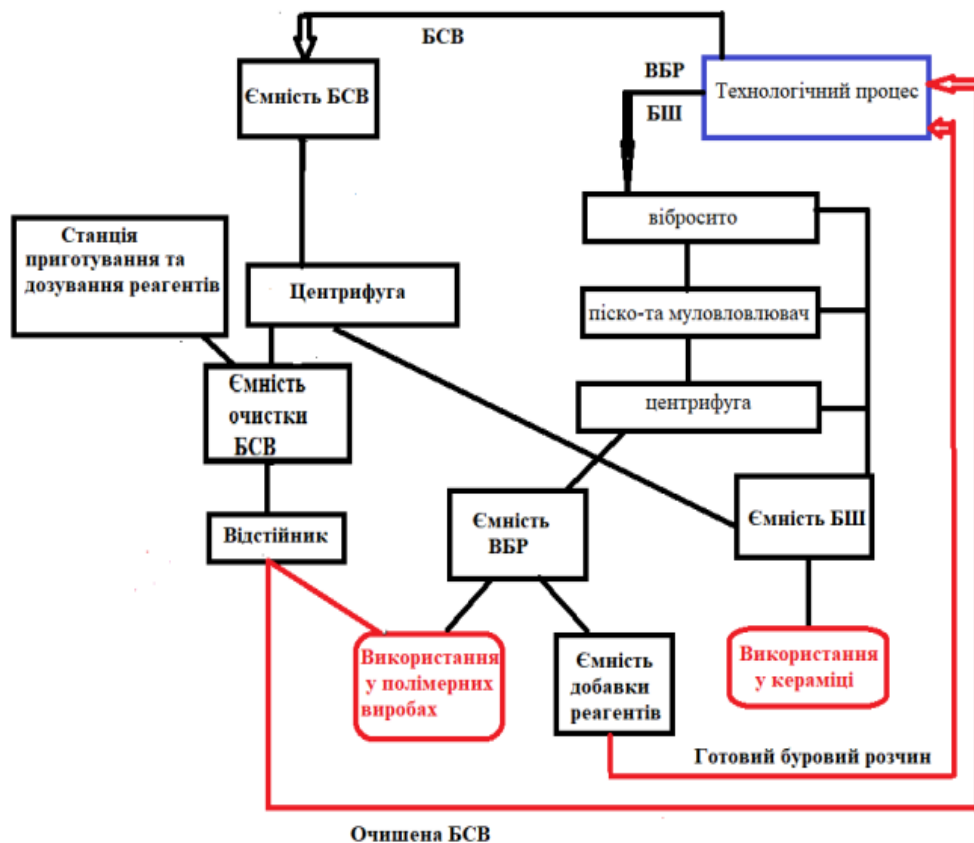 БСВ
ВБР
БШ
Технологічний процес
Ємність БСВ
вібросито
Станція
приготування та
дозування реагентів
Центрифуга
піско-та муловловлювач
Ємність
очистки
БСВ
центрифуга
Ємність
ВБР
Ємність БШ
Відстійник
Використання
у полімерних
виробах
Ємність
добавки
реагентів
Використання
у кераміці
Готовий буровий розчин
Очишена БСВ